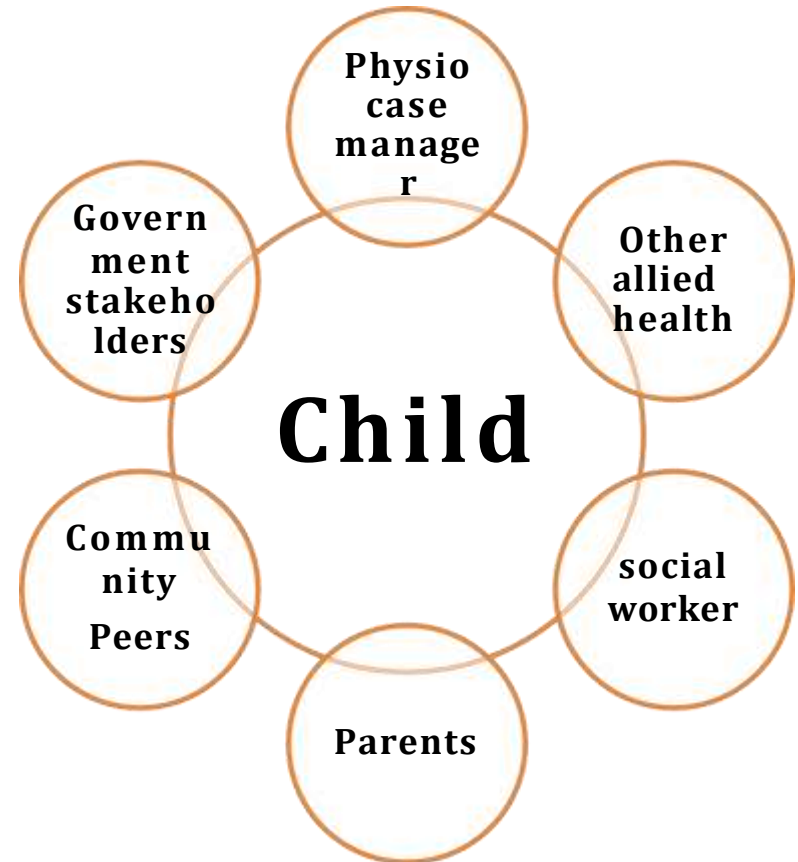 Physio
case
manage
r
Other
allied
health
social
worker
Parents
Commu
nity
Peers
Govern
ment
stakeho
lders
Child